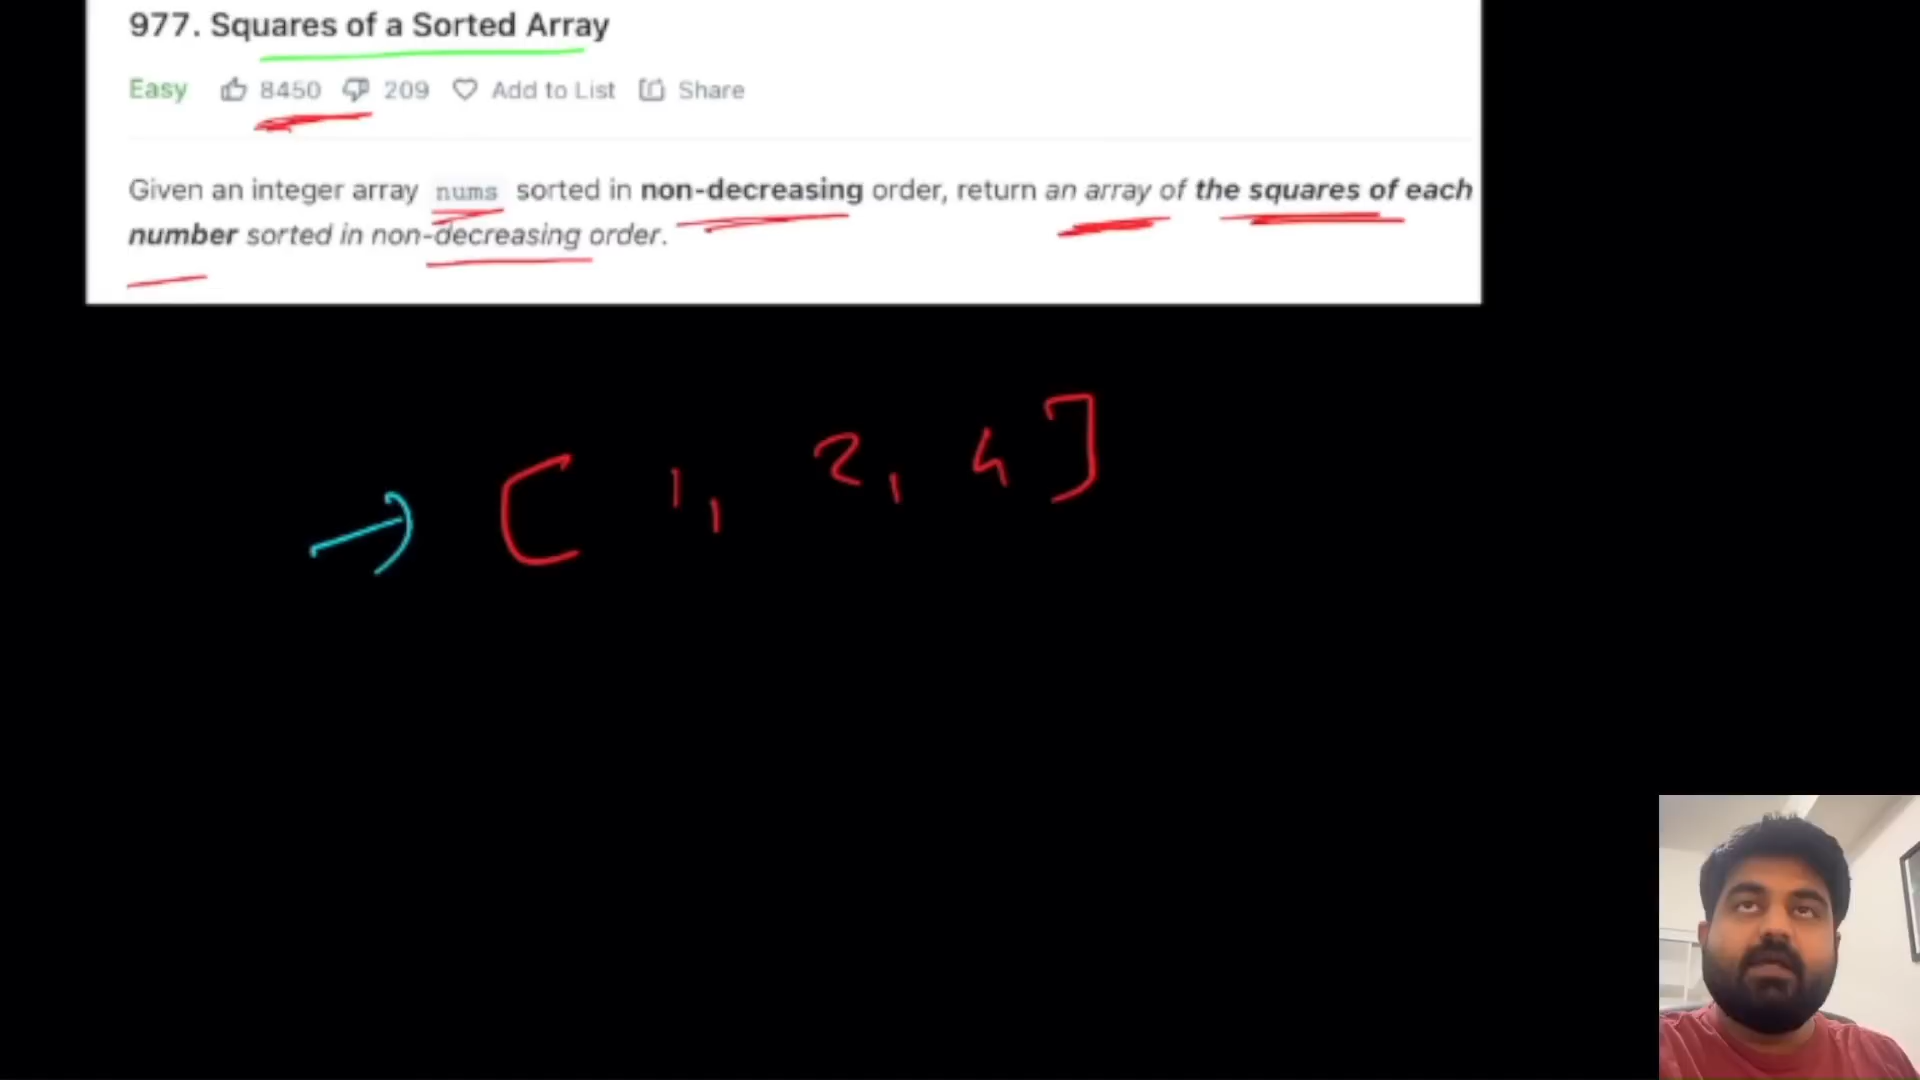 977. Squares of a Sorted Array
Easy 8450 209 Add to List Share
Given an integer array nums sorted in non-decreasing order, return an array of the squares of each
number sorted in non-decreasing order.
[ 1, 2, 4 ]